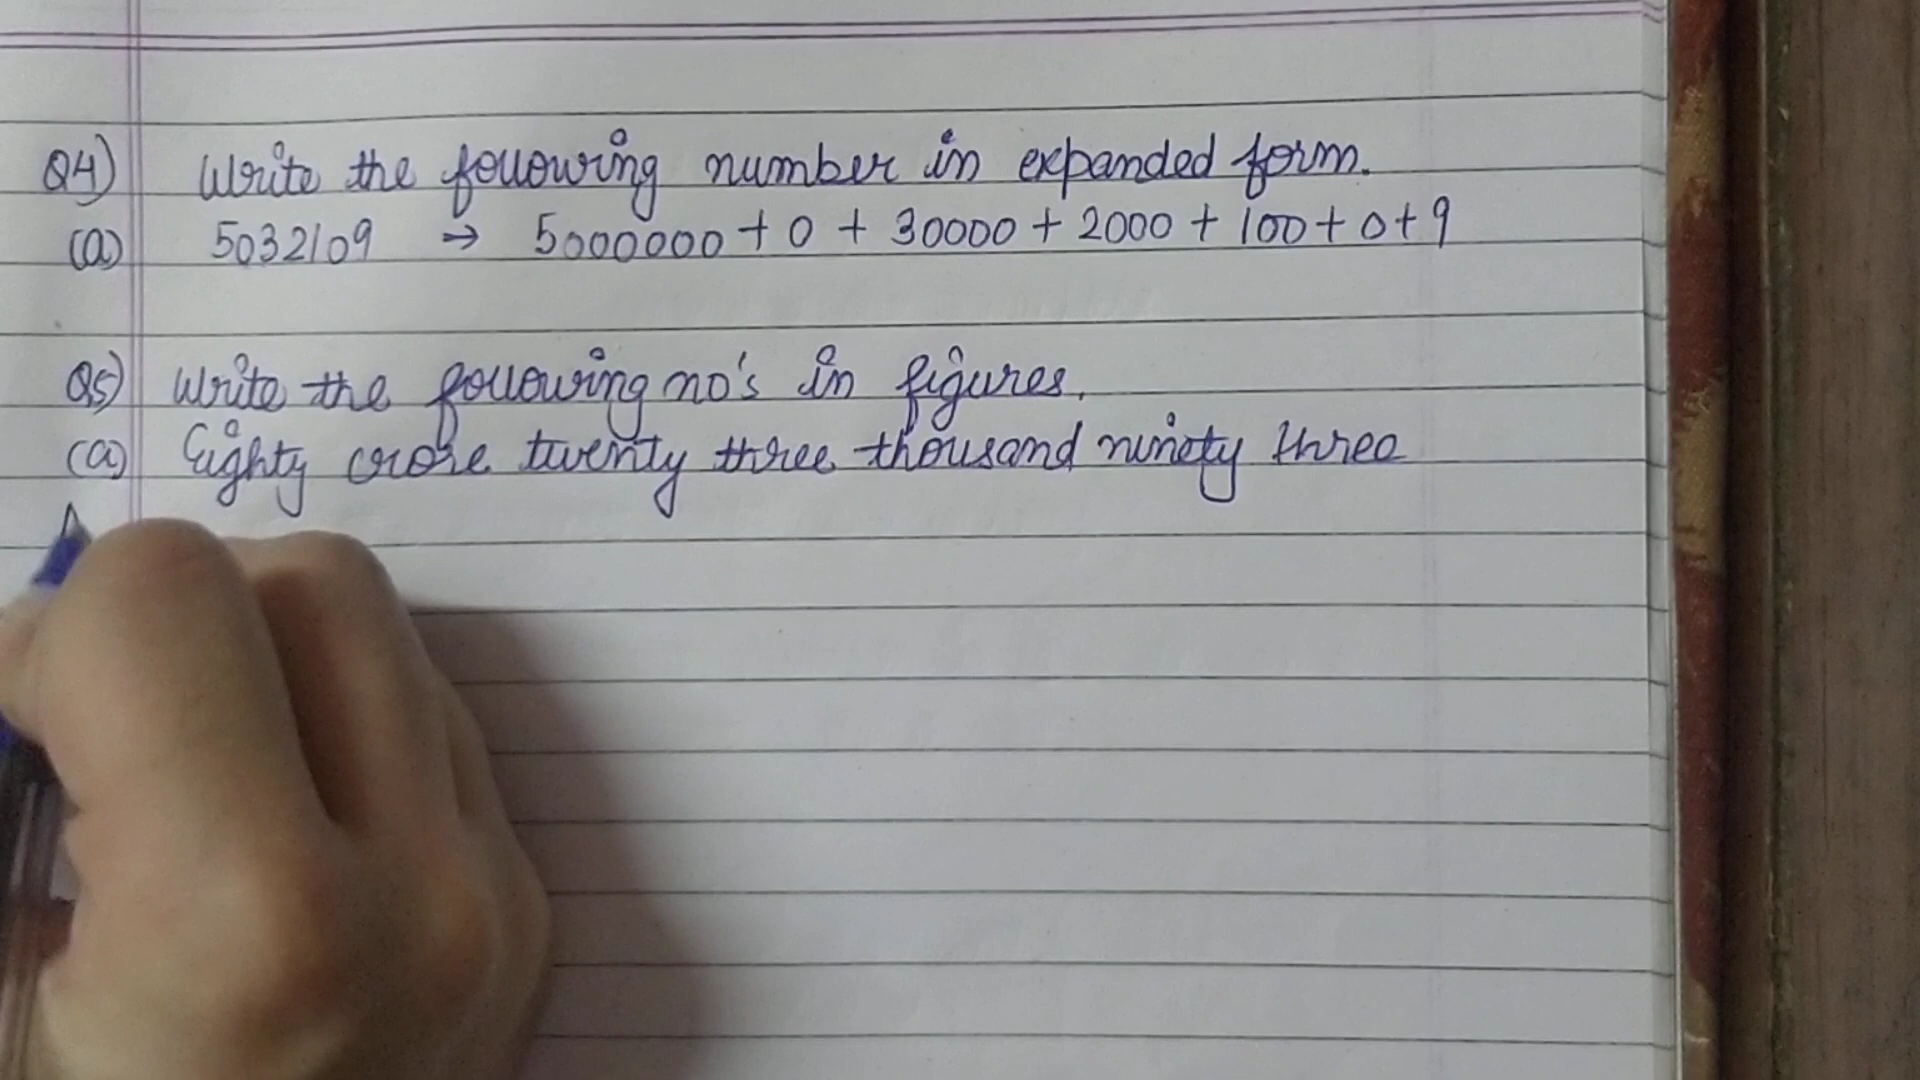 Q4) Write the following number in expanded form.
(a) 5032109 → 5000000 + 0 + 30000 + 2000 + 100 + 0 + 9
Q5) Write the following no's in figures.
(a) Eighty crore twenty three thousand ninety three